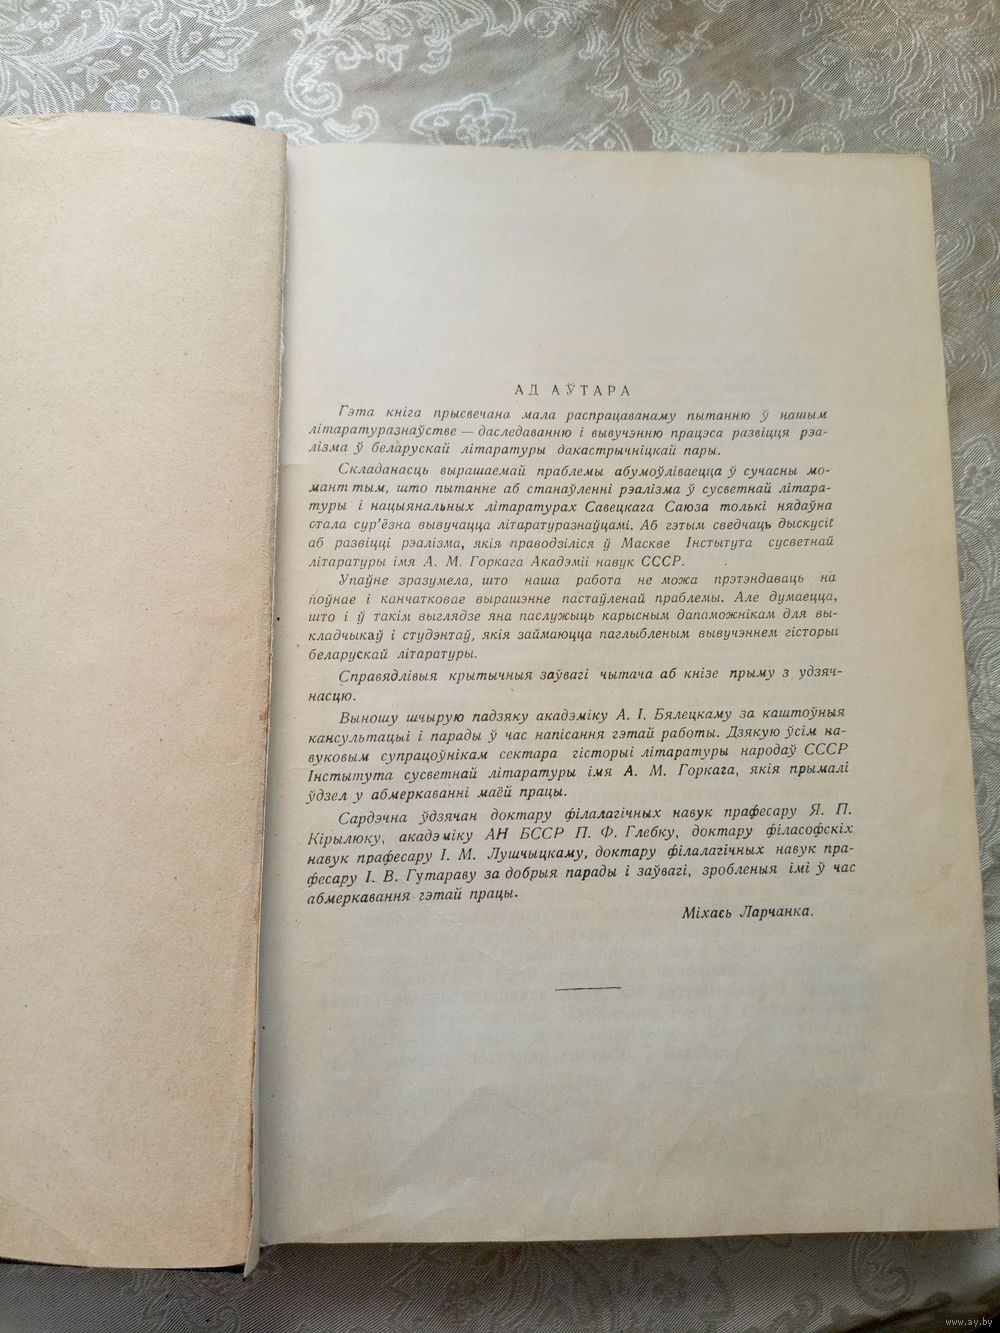 АД АЎТАРА
Гэта кніга прысвечана мала распрацаванаму пытанню ў нашым
літаратуразнаўстве — даследаванню і вывучэнню працэса развіцця рэа-
лізма ў беларускай літаратуры дакастрычніцкай пары.
Складанасць вырашаемай праблемы абумоўліваецца ў сучасны мо-
мант тым, што пытанне аб станаўленні рэалізма ў сусветнай літара-
туры і нацыянальных літаратурах Савецкага Саюза толькі нядаўна
стала сур'ёзна вывучацца літаратуразнаўцамі. Аб гэтым сведчаць дыскусіі
аб развіцці рэалізма, якія праводзіліся ў Маскве Інстытута сусветнай
літаратуры імя А. М. Горкага Акадэміі навук СССР.
Упаўне зразумела, што наша работа не можа прэтэндаваць на
поўнае і канчатковае вырашэнне пастаўленай праблемы. Але думаецца,
што і ў такім выглядзе яна паслужыць карысным дапаможнікам для вы-
кладчыкаў і студэнтаў, якія займаюцца паглыбленым вывучэннем гісторыі
беларускай літаратуры.
Справядлівыя крытычныя заўвагі чытача аб кнізе прыму з удзяч-
насцю.
Выношу шчырую падзяку акадэміку А. І. Бялецкаму за каштоўныя
кансультацыі і парады ў час напісання гэтай работы. Дзякую ўсім на-
вуковым супрацоўнікам сектара гісторыі літаратуры народаў СССР
Інстытута сусветнай літаратуры імя А. М. Горкага, якія прымалі
ўдзел у абмеркаванні маёй працы.
Сардэчна ўдзячан доктару філалагічных навук прафесару Я. П.
Кірылюку, акадэміку АН БССР П. Ф. Глебку, доктару філасофскіх
навук прафесару І. М. Лушчыцкаму, доктару філалагічных навук пра-
фесару І. В. Гутараву за добрыя парады і заўвагі, зробленыя імі ў час
абмеркавання гэтай працы.
Міхась Ларчанка.
www.ay.by